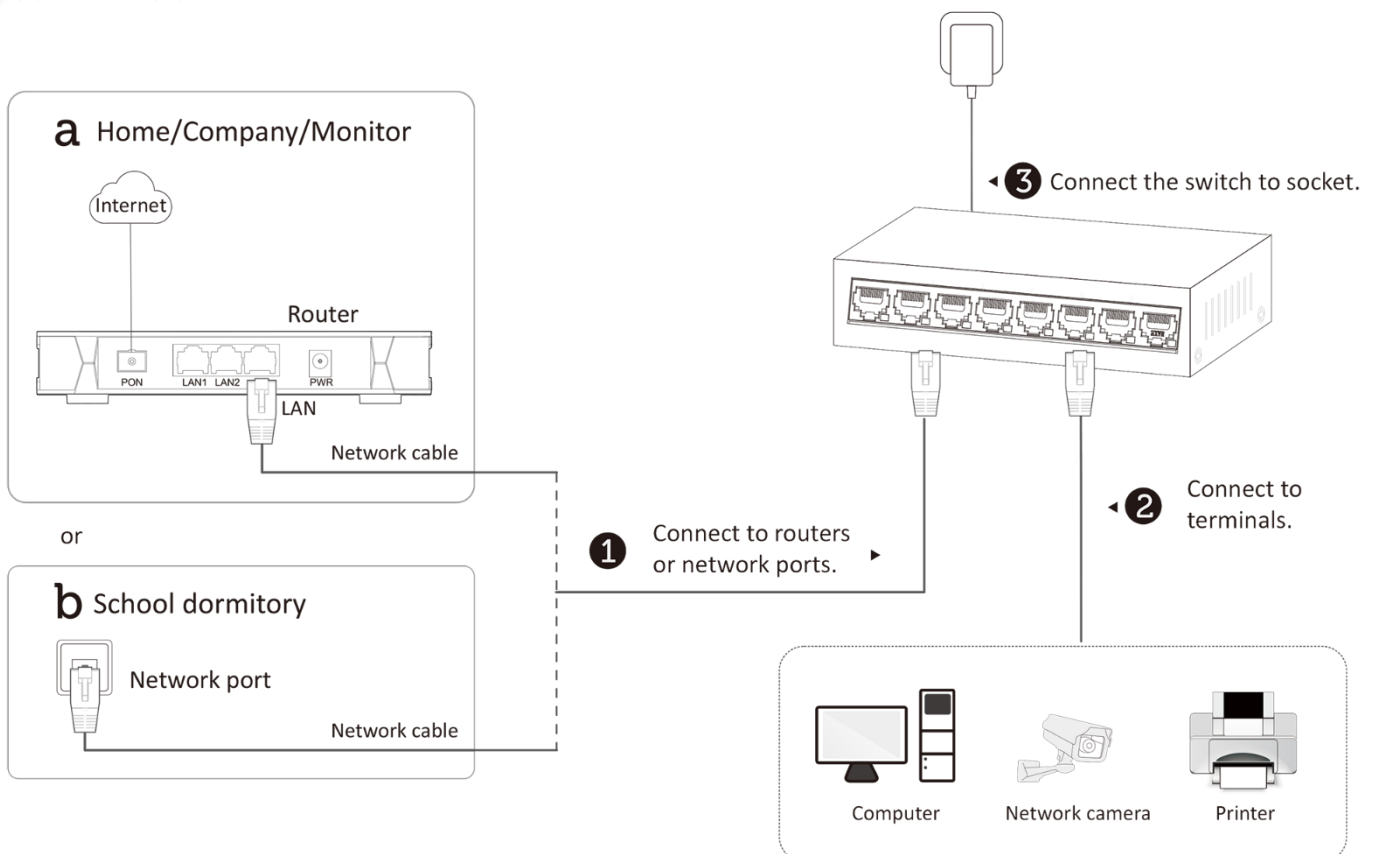 a Home/Company/Monitor
Internet
Router
PON
LAN1 LAN2
PWR
LAN
Network cable
or
b School dormitory
Network port
Network cable
1 Connect to routers
or network ports.
3 Connect the switch to socket.
2 Connect to
terminals.
Computer
Network camera
Printer